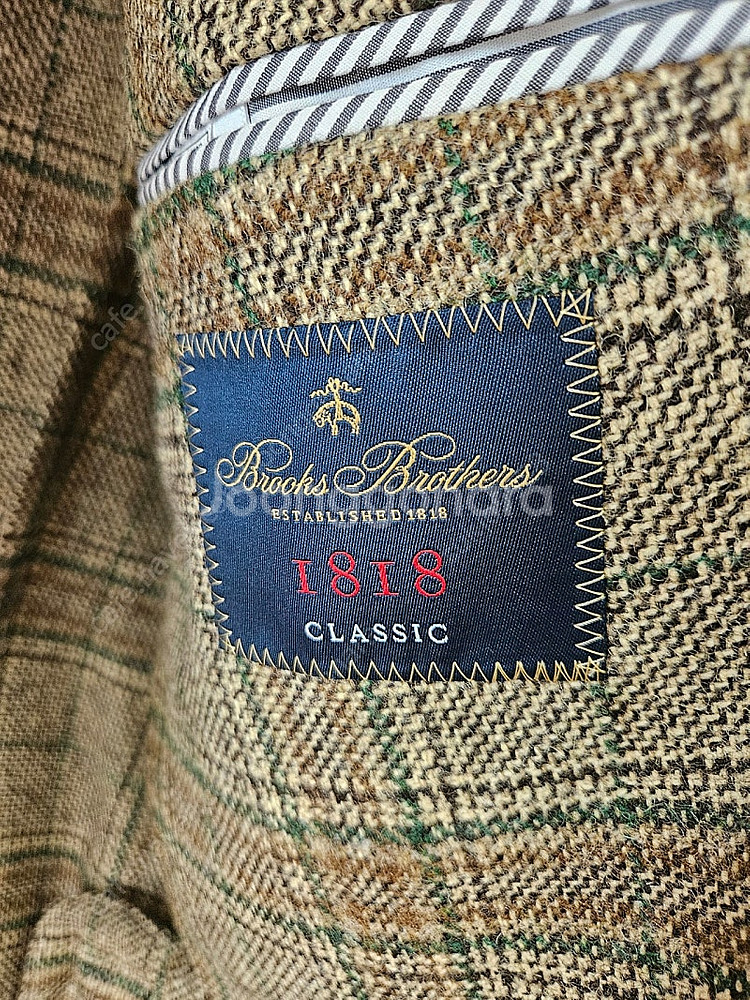 Brooks Brothers
ESTABLISHED 1818
1818
CLASSIC